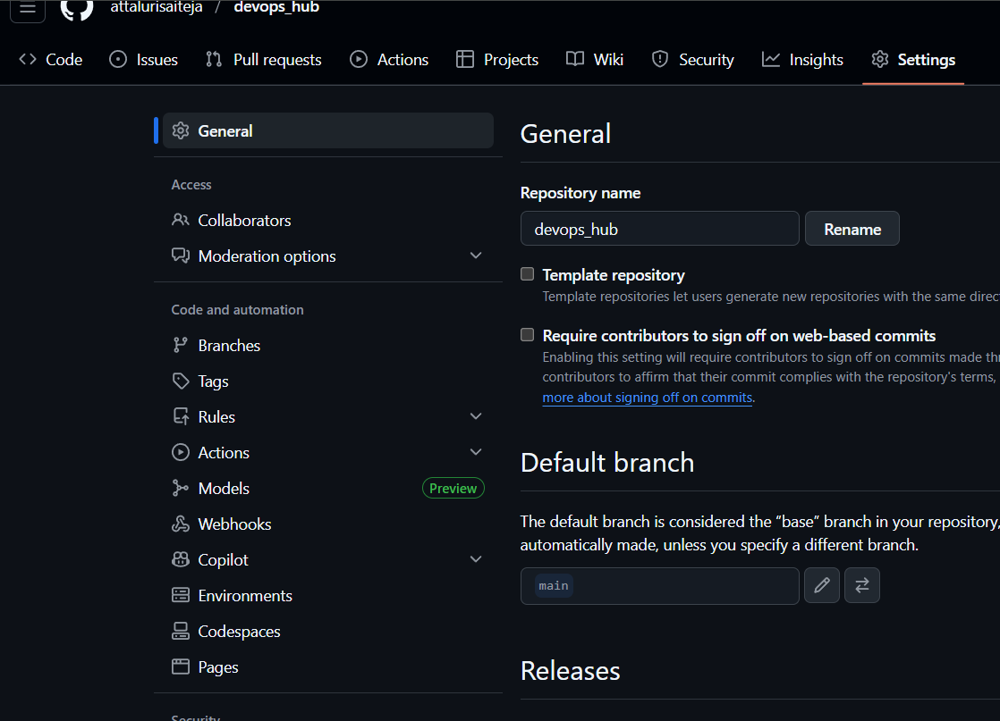 attalurisaiteja / devops_hub
Code Issues Pull requests Actions Projects Wiki Security Insights Settings
General
Access
Collaborators
Moderation options
Code and automation
Branches
Tags
Rules
Actions
Models Preview
Webhooks
Copilot
Environments
Codespaces
Pages
Security
General
Repository name
devops_hub Rename
Template repository
Template repositories let users generate new repositories with the same direc
Require contributors to sign off on web-based commits
Enabling this setting will require contributors to sign off on commits made
contributors to affirm that their commit complies with the repository's terms,
more about signing off on commits.
Default branch
The default branch is considered the “base” branch in your repository,
automatically made, unless you specify a different branch.
main
Releases